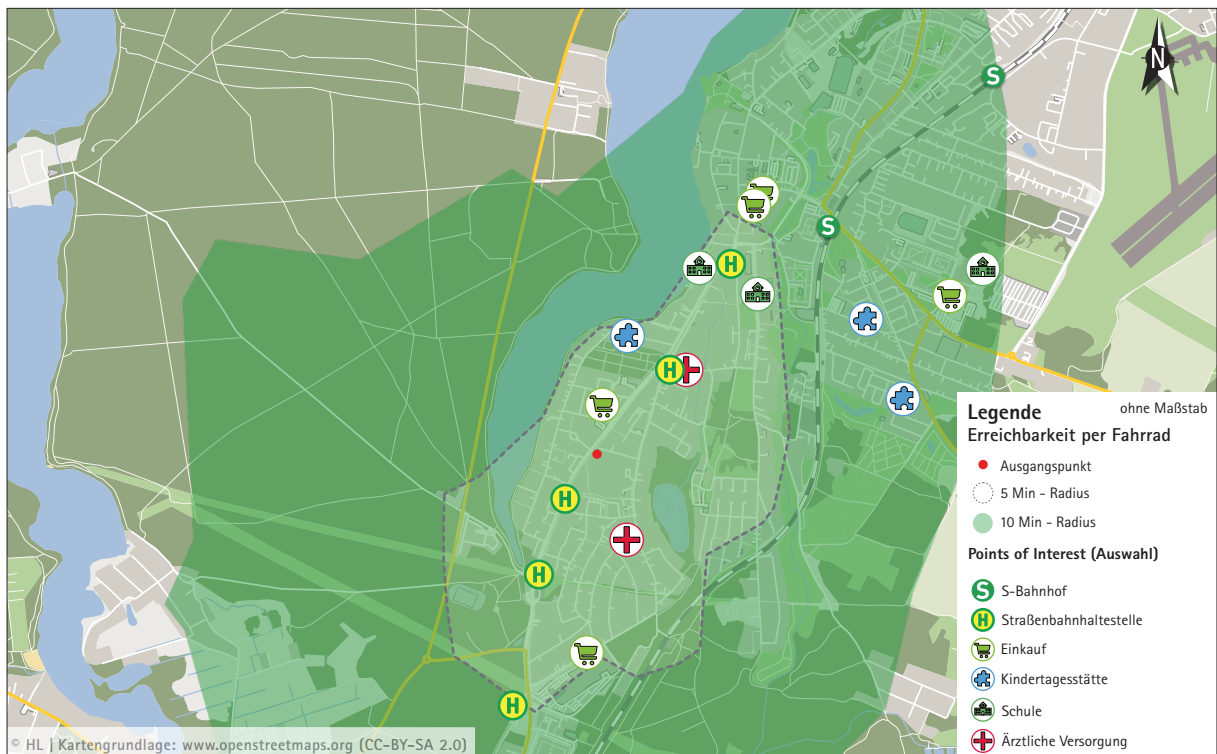 N
S
S
H
H
H
H
H
Legende
ohne Maßstab
Erreichbarkeit per Fahrrad
Ausgangspunkt
5 Min - Radius
10 Min - Radius
Points of Interest (Auswahl)
S S-Bahnhof
H Straßenbahnhaltestelle
Einkauf
Kindertagesstätte
Schule
Ärztliche Versorgung
© HL | Kartengrundlage: www.openstreetmaps.org (CC-BY-SA 2.0)